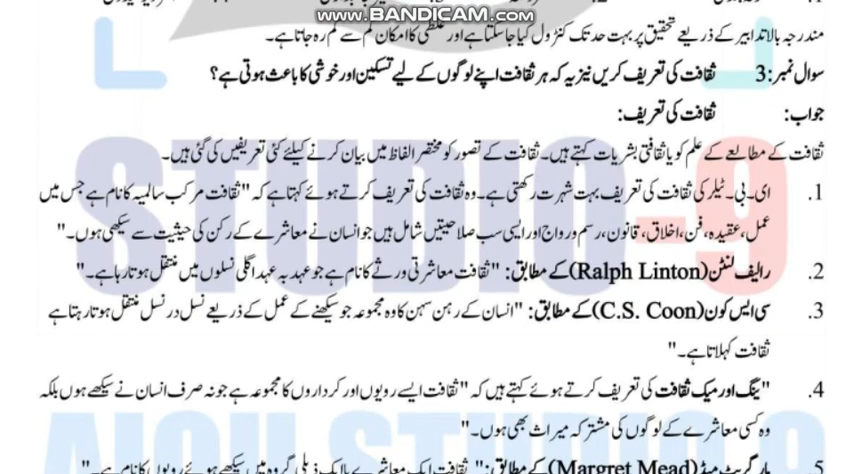 www.BANDICAM.com
مندرجہ بالا تدابیر کے ذریعے تحقیق پر بہت حد تک کنٹرول کیا جا سکتا ہے اور غلطی کا امکان کم سے کم رہ جاتا ہے۔
سوال نمبر: 3 ثقافت کی تعریف کریں نیز یہ کہ ہر ثقافت اپنے لوگوں کے لیے تسکین اور خوشی کا باعث ہوتی ہے؟
جواب: ثقافت کی تعریف:
ثقافت کے مطالعے کے علم کو یا ثقافتی بشریات کہتے ہیں۔ ثقافت کے تصور کو مختصر الفاظ میں بیان کرنے کیلئے کئی تعریفیں کی گئی ہیں۔
1. ای۔بی۔ ٹیلر کی ثقافت کی تعریف بہت شہرت رکھتی ہے۔ وہ ثقافت کی تعریف کرتے ہوئے کہتا ہے کہ "ثقافت مرکب سالمیہ کا نام ہے جس میں
عمل، عقیدہ، فن، اخلاق، قانون، رسم و رواج اور ایسی سب صلاحیتیں شامل ہیں جو انسان نے معاشرے کے رکن کی حیثیت سے سیکھی ہوں۔"
2. رالیف لنٹن (Ralph Linton) کے مطابق: "ثقافت معاشرتی ورثے کا نام ہے جو عہد بہ عہد اگلی نسلوں میں منتقل ہوتا رہا ہے۔"
3. سی ایس کون (C.S. Coon) کے مطابق: "انسان کے رہن سہن کا وہ مجموعہ جو سیکھنے کے عمل کے ذریعے نسل در نسل منتقل ہوتا رہتا ہے
ثقافت کہلاتا ہے۔"
4. "ینگ اور میک ثقافت کی تعریف کرتے ہوئے کہتے ہیں کہ "ثقافت ایسے رویوں اور کرداروں کا مجموعہ ہے جو نہ صرف انسان نے سیکھے ہوں بلکہ
وہ کسی معاشرے کے لوگوں کی مشترکہ میراث بھی ہوں۔"
5. مارگریٹ میڈ (Margret Mead) کے مطابق: "ثقافت ایک معاشرے یا ایک ذیلی گروہ میں سیکھے ہوئے رویوں کا نام ہے۔"
STUDIO-9
AIOU STUDIO 9